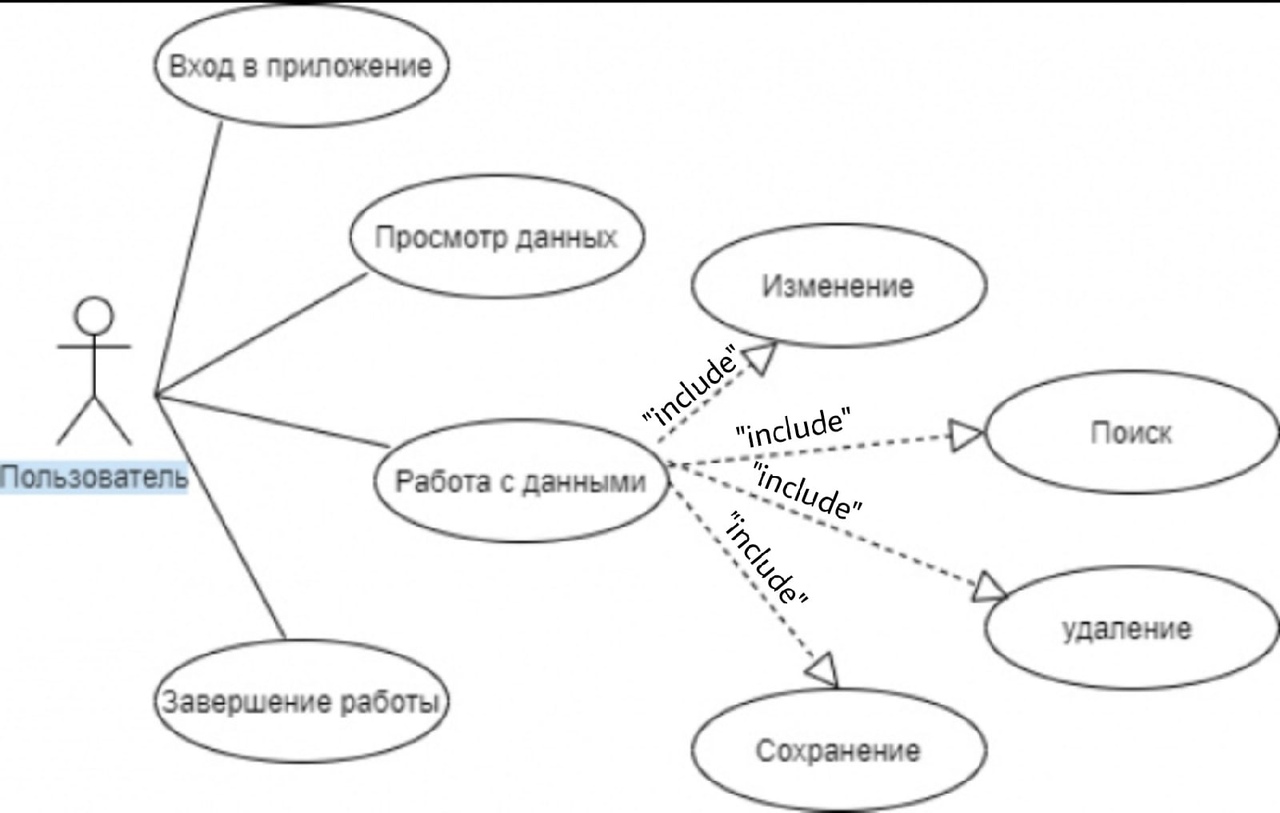 Вход в приложение
Просмотр данных
Изменение
"include"
"include"
Поиск
Пользователь
Работа с данными
"include"
"include"
удаление
Завершение работы
Сохранение